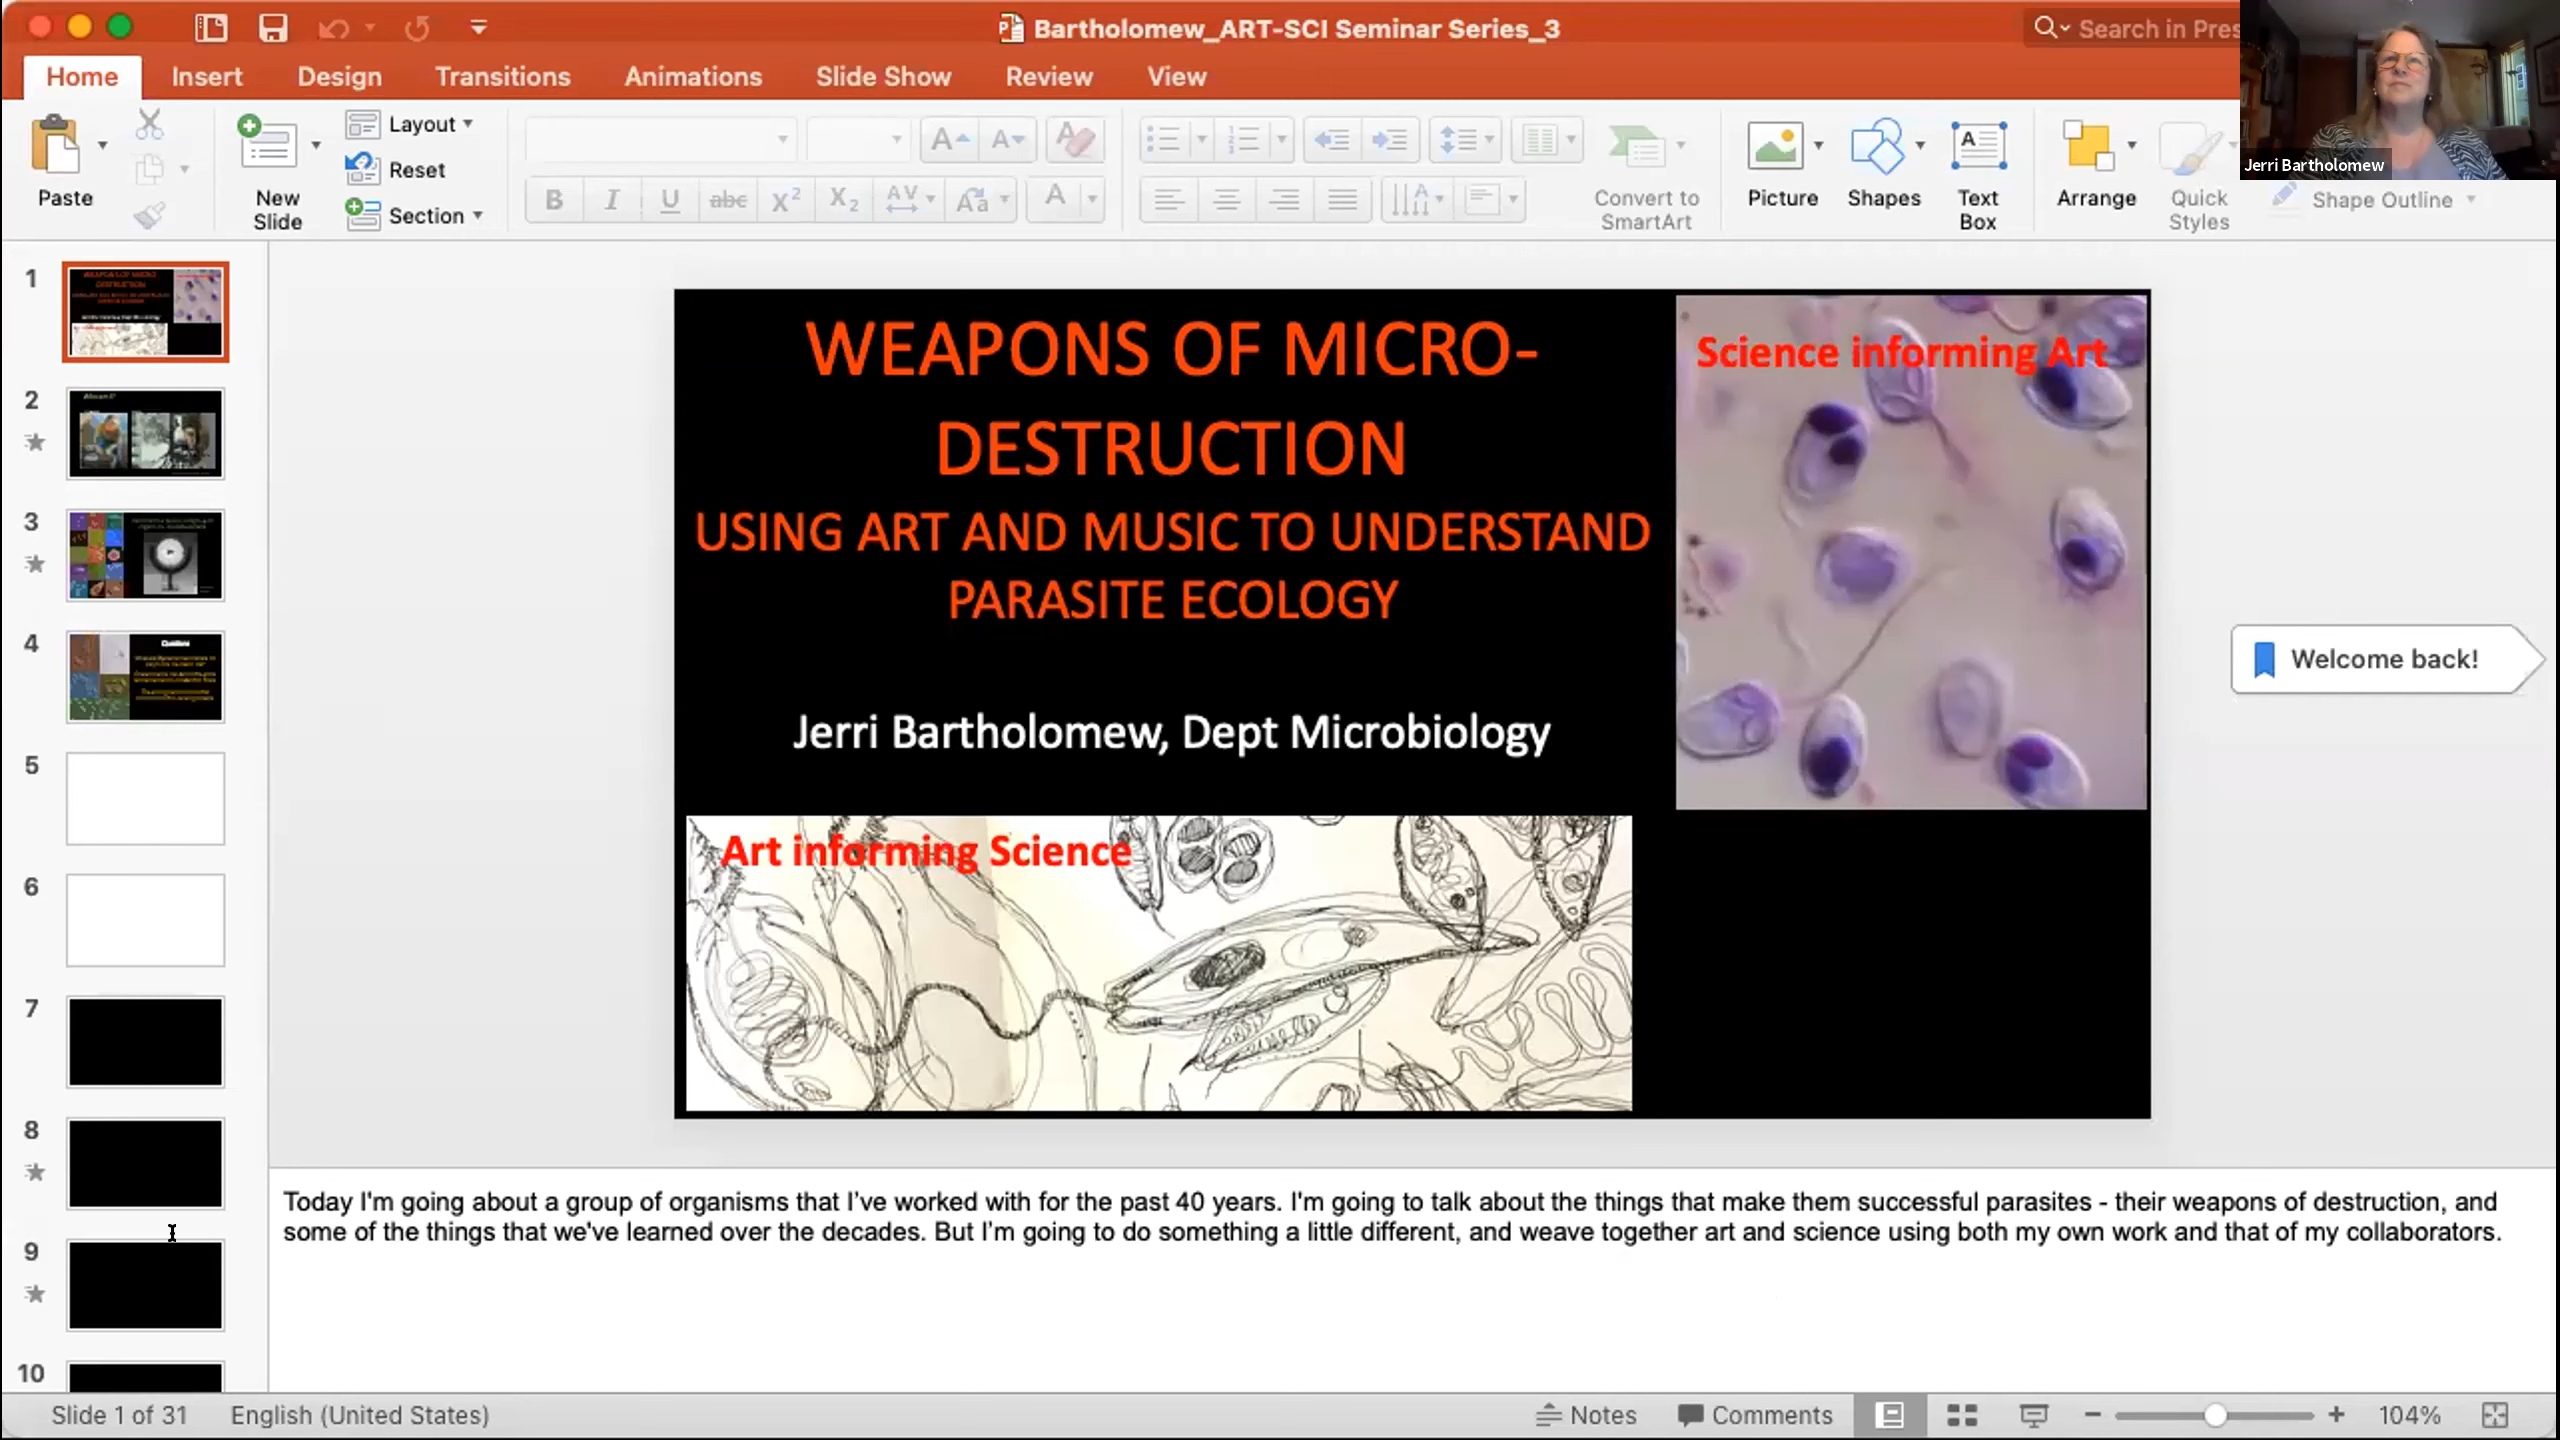 Bartholomew_ART-SCI Seminar Series_3
Search in Pres
Home Insert Design Transitions Animations Slide Show Review View
Paste
New
Slide
Layout
Reset
Section
Convert to
SmartArt
Picture
Shapes
Text
Box
Arrange
Quick
Styles
Shape Outline
Jerri Bartholomew
1
2
3
4
5
6
7
8
9
10
WEAPONS OF MICRO-
DESTRUCTION
USING ART AND MUSIC TO UNDERSTAND
PARASITE ECOLOGY
Jerri Bartholomew, Dept Microbiology
Science informing Art
Art informing Science
Welcome back!
Today I'm going about a group of organisms that I've worked with for the past 40 years. I'm going to talk about the things that make them successful parasites - their weapons of destruction, and
some of the things that we've learned over the decades. But I'm going to do something a little different, and weave together art and science using both my own work and that of my collaborators.
Slide 1 of 31 English (United States) Notes Comments 104%